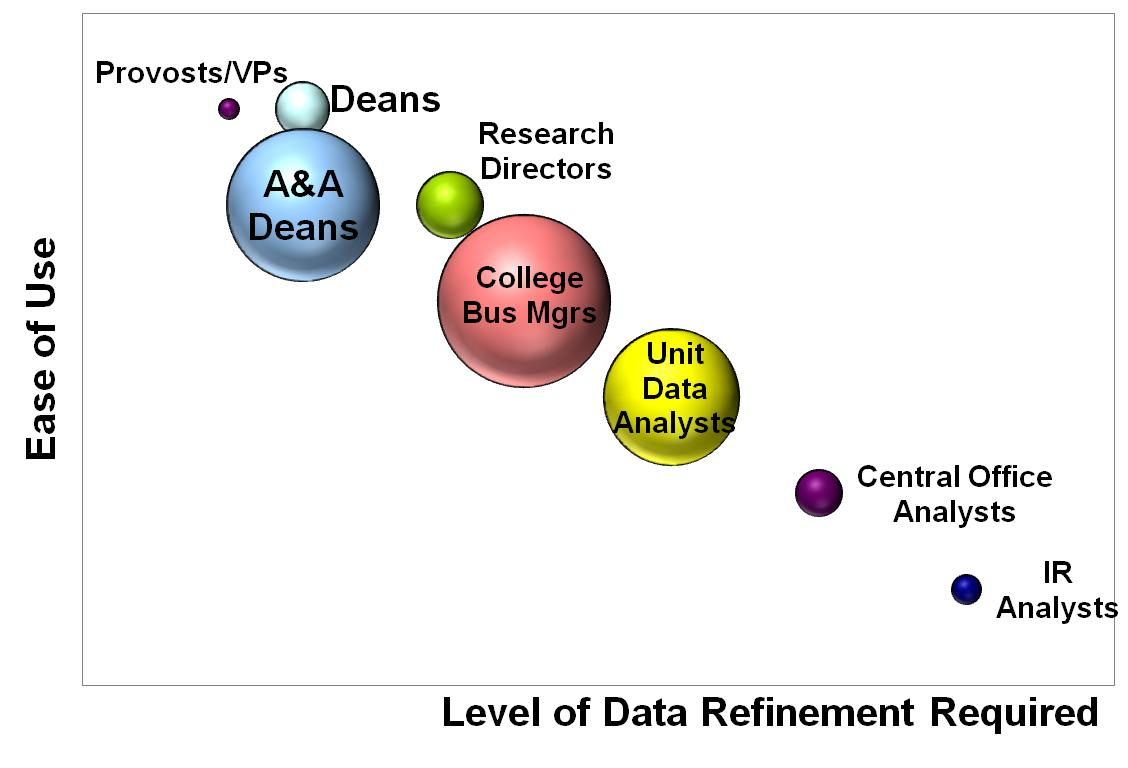 Provosts/VPs
Deans
Research
Directors
A&A
Deans
College
Bus Mgrs
Unit
Data
Analysts
Central Office
Analysts
IR
Analysts
Ease of Use
Level of Data Refinement Required